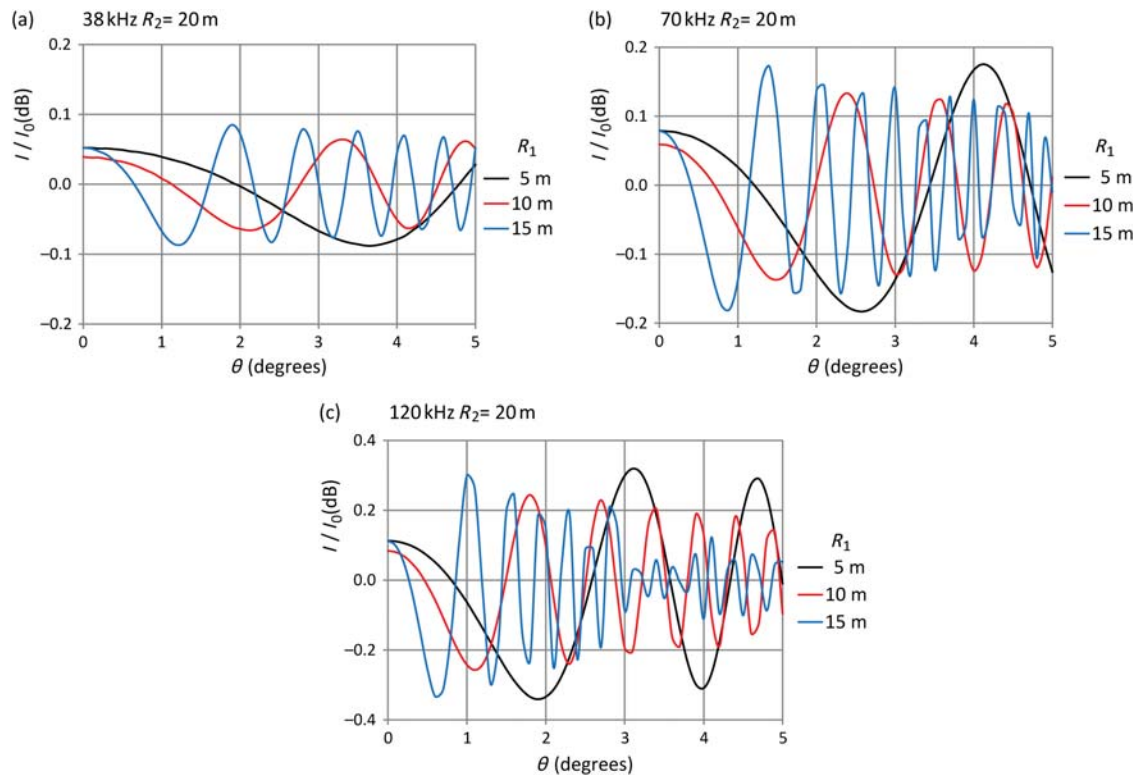 (a) 38 kHz R₂= 20 m
I / I₀(dB)
0.2
0.1
0.0
−0.1
−0.2
0 1 2 3 4 5
θ (degrees)
R₁
5 m
10 m
15 m
(b) 70 kHz R₂= 20 m
I / I₀(dB)
0.2
0.1
0.0
−0.1
−0.2
0 1 2 3 4 5
θ (degrees)
R₁
5 m
10 m
15 m
(c) 120 kHz R₂= 20 m
I / I₀(dB)
0.4
0.2
0.0
−0.2
−0.4
0 1 2 3 4 5
θ (degrees)
R₁
5 m
10 m
15 m